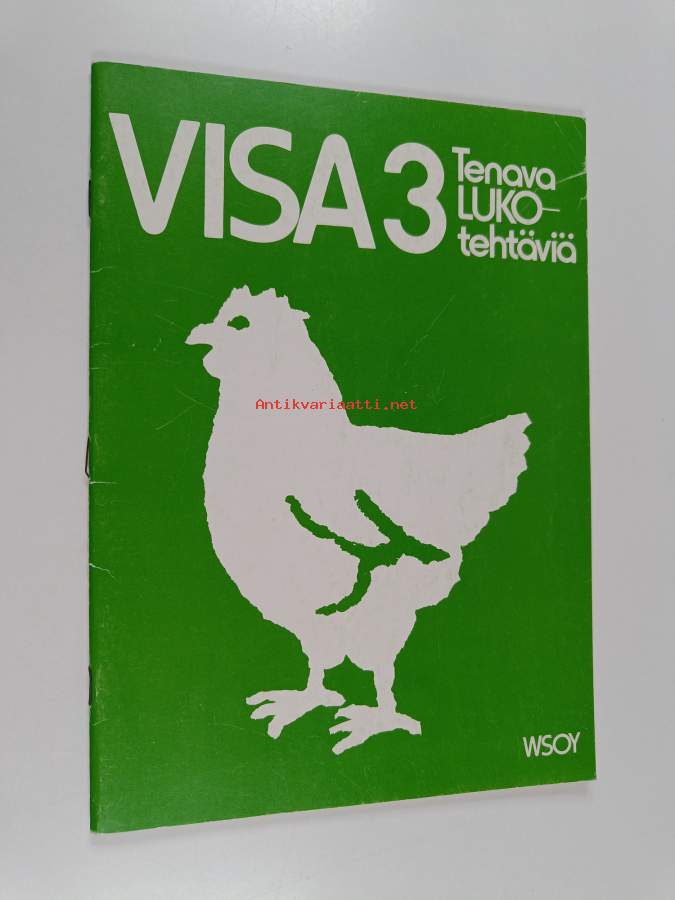 VISA 3
Tenava
LUKO-
tehtäviä
Antikvariaatti.net
WSOY